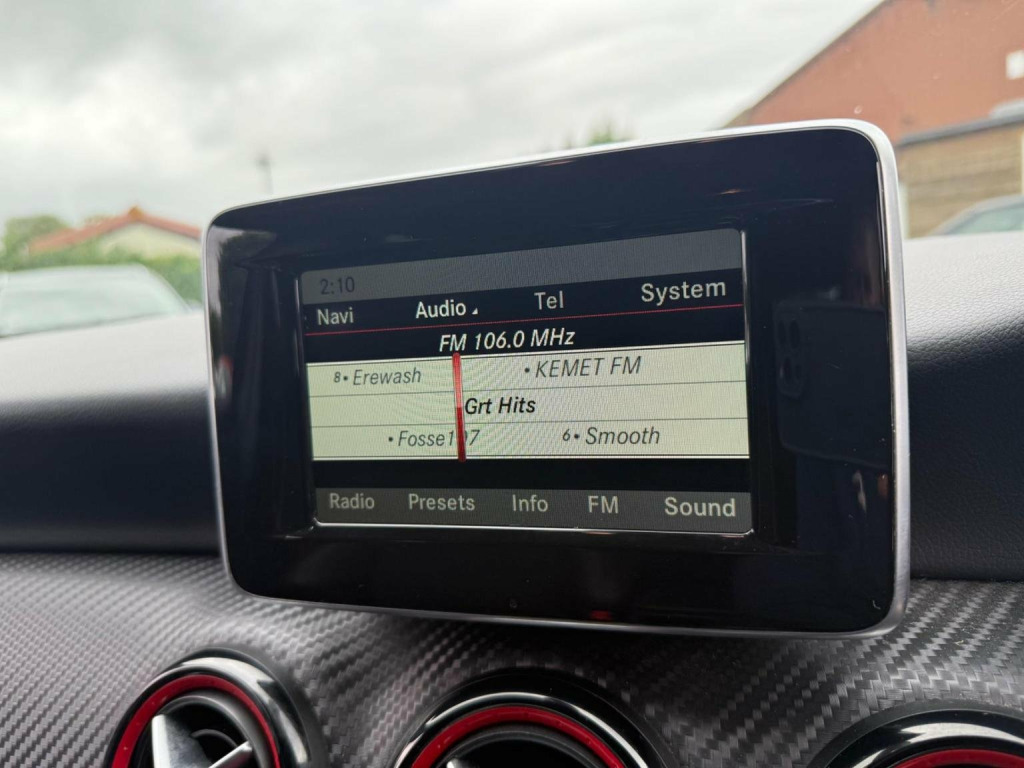 2:10
Navi Audio Tel System
FM 106.0 MHz
8• Erewash • KEMET FM
Grt Hits
• Fosse107 6• Smooth
Radio Presets Info FM Sound